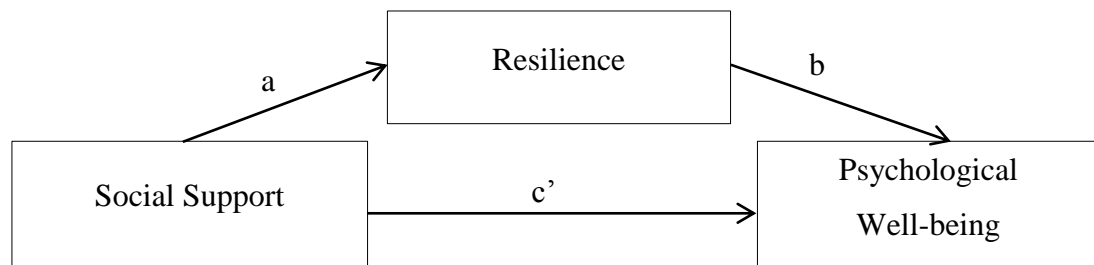 Resilience
a
b
Social Support
c’
Psychological
Well-being